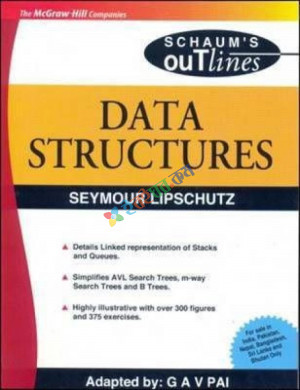 The McGraw·Hill Companies
SCHAUM'S
ouTlines
DATA
STRUCTURES
SEYMOUR LIPSCHUTZ
Details Linked representation of Stacks
and Queues.
Simplifies AVL Search Trees, m-way
Search Trees and B Trees.
Highly illustrative with over 300 figures
and 375 exercises.
For sale in
India, Pakistan,
Nepal, Bangladesh,
Sri Lanka and
Bhutan Only
Adapted by: G A V PAI